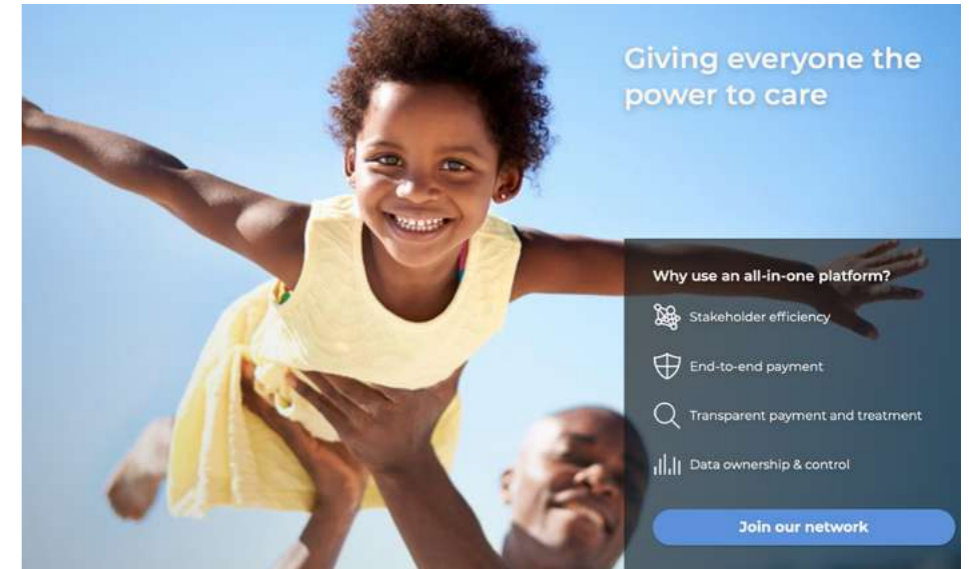 Giving everyone the
power to care
Why use an all-in-one platform?
Stakeholder efficiency
End-to-end payment
Transparent payment and treatment
Data ownership & control
Join our network